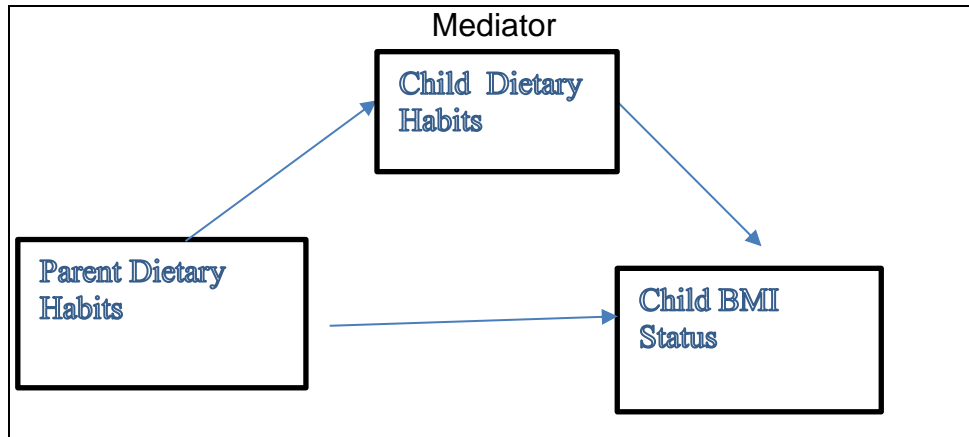 Mediator
Child Dietary
Habits
Parent Dietary
Habits
Child BMI
Status